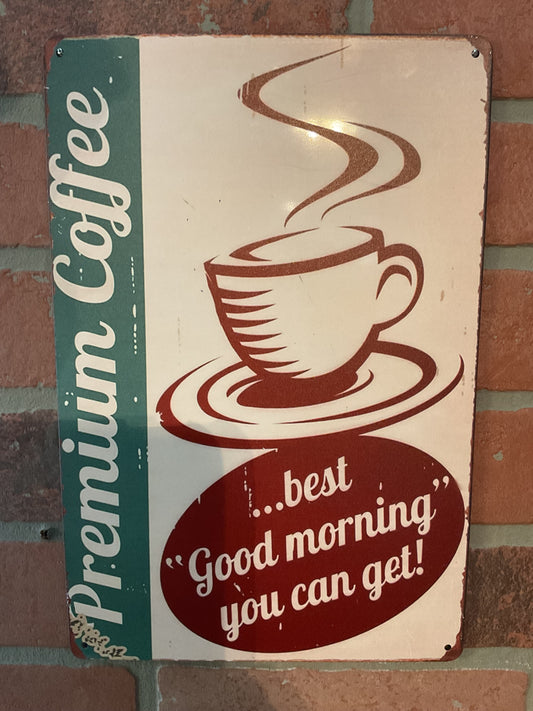 Premium Coffee
...best
"Good morning"
you can get!